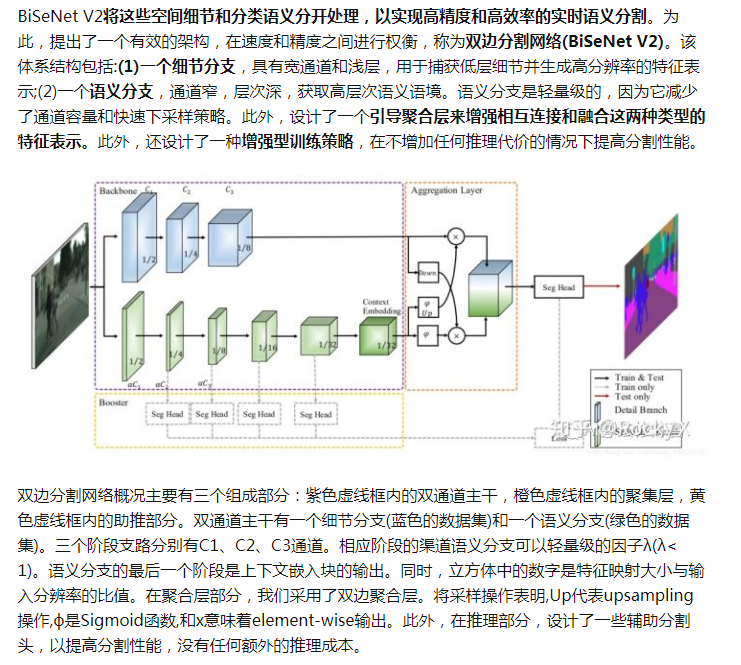 BiSeNet V2将这些空间细节和分类语义分开处理，以实现高精度和高效率的实时语义分割。为
此，提出了一个有效的架构，在速度和精度之间进行权衡，称为双边分割网络(BiSeNet V2)。该
体系结构包括:(1)一个细节分支，具有宽通道和浅层，用于捕获低层细节并生成高分辨率的特征表
示;(2)一个语义分支，通道窄，层次深，获取高层次语义语境。语义分支是轻量级的，因为它减少
了通道容量和快速下采样策略。此外，设计了一个引导聚合层来增强相互连接和融合这两种类型的
特征表示。此外，还设计了一种增强型训练策略，在不增加任何推理代价的情况下提高分割性能。
Backbone C₁ C₂ C₃ Aggregation Layer
1/2 1/4 1/8
×
Down
φ
Up
Seg Head
Context
Embedding
1/2 1/4 1/8 1/16 1/32 1/32
φ ×
αC₁ αC
Booster
Seg Head Seg Head Seg Head Seg Head
Train & Test
Train only
Test only
Detail Branch
Loss
知乎 @RockyX
双边分割网络概况主要有三个组成部分：紫色虚线框内的双通道主干，橙色虚线框内的聚集层，黄
色虚线框内的助推部分。双通道主干有一个细节分支(蓝色的数据集)和一个语义分支(绿色的数据
集)。三个阶段支路分别有C1、C2、C3通道。相应阶段的渠道语义分支可以轻量级的因子λ(λ<
1)。语义分支的最后一个阶段是上下文嵌入块的输出。同时，立方体中的数字是特征映射大小与输
入分辨率的比值。在聚合层部分，我们采用了双边聚合层。将采样操作表明,Up代表upsampling
操作,φ是Sigmoid函数,和x意味着element-wise输出。此外，在推理部分，设计了一些辅助分割
头，以提高分割性能，没有任何额外的推理成本。